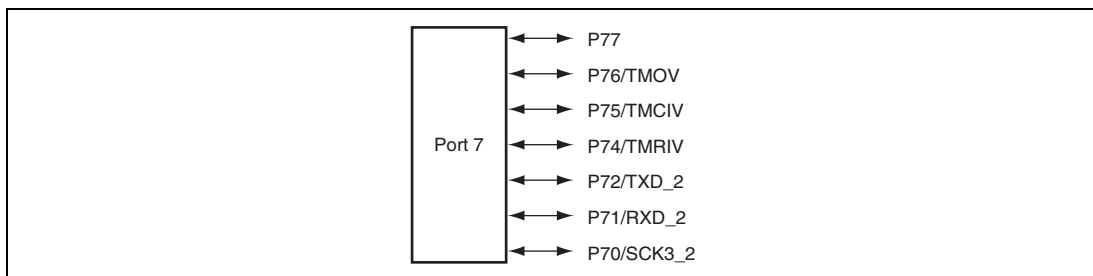 Port 7
P77
P76/TMOV
P75/TMCIV
P74/TMRIV
P72/TXD_2
P71/RXD_2
P70/SCK3_2